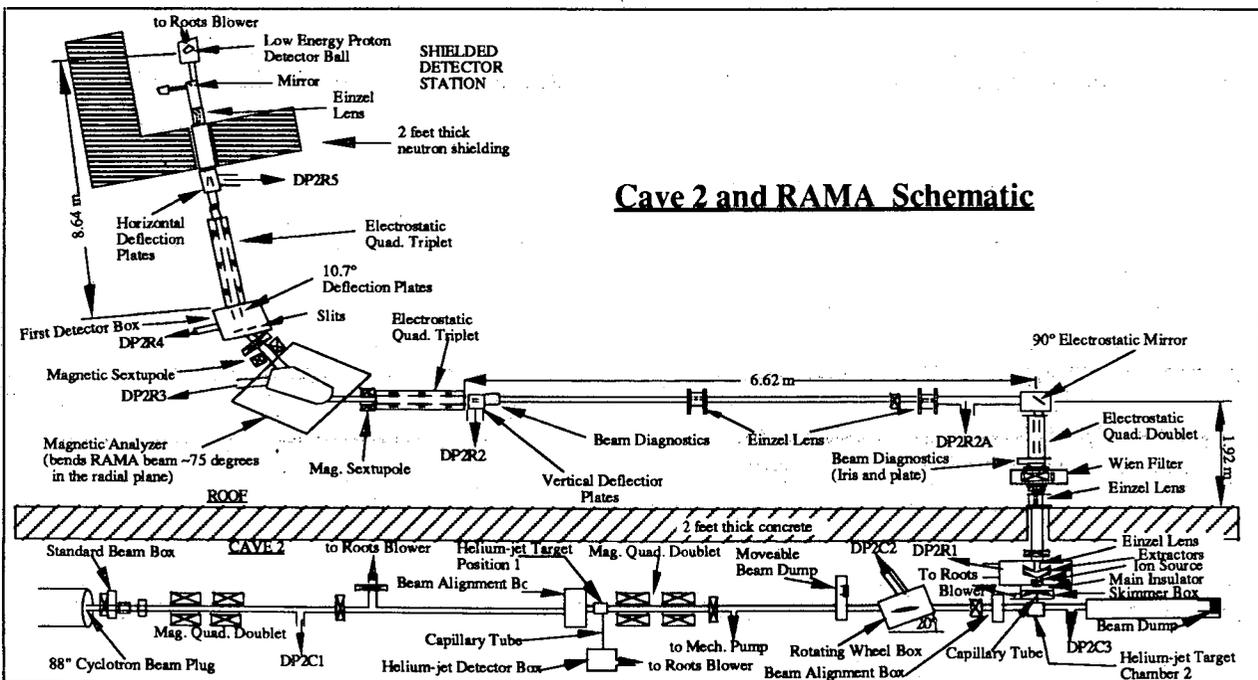 to Roots Blower
Low Energy Proton
Detector Ball
SHIELDED
DETECTOR
STATION
Mirror
Einzel
Lens
2 feet thick
neutron shielding
DP2R5
8.64 m
Cave 2 and RAMA Schematic
Horizontal
Deflection
Plates
Electrostatic
Quad. Triplet
10.7°
Deflection Plates
First Detector Box
Slits
DP2R4
Electrostatic
Quad. Triplet
90° Electrostatic Mirror
Magnetic Sextupole
6.62 m
DP2R3
Magnetic Analyzer
(bends RAMA beam ~75 degrees
in the radial plane)
Mag. Sextupole
DP2R2
Beam Diagnostics
Einzel Lens
DP2R2A
Electrostatic
Quad. Doublet
Beam Diagnostics
(Iris and plate)
Wien Filter
1.92 m
Vertical Deflection
Plates
Einzel Lens
ROOF
2 feet thick concrete
CAVE 2
Standard Beam Box
to Roots Blower
Helium-jet Target
Position 1
Mag. Quad. Doublet
Moveable
Beam Dump
DP2C2
DP2R1
Einzel Lens
Extractors
Ion Source
Main Insulator
Skimmer Box
To Roots
Blower
Beam Alignment Bo
Mag. Quad. Doublet
Capillary Tube
20°
Beam Dump
88" Cyclotron Beam Plug
DP2C1
Helium-jet Detector Box
to Roots Blower
to Mech. Pump
Rotating Wheel Box
Beam Alignment Box
Capillary Tube
DP2C3
Helium-jet Target
Chamber 2